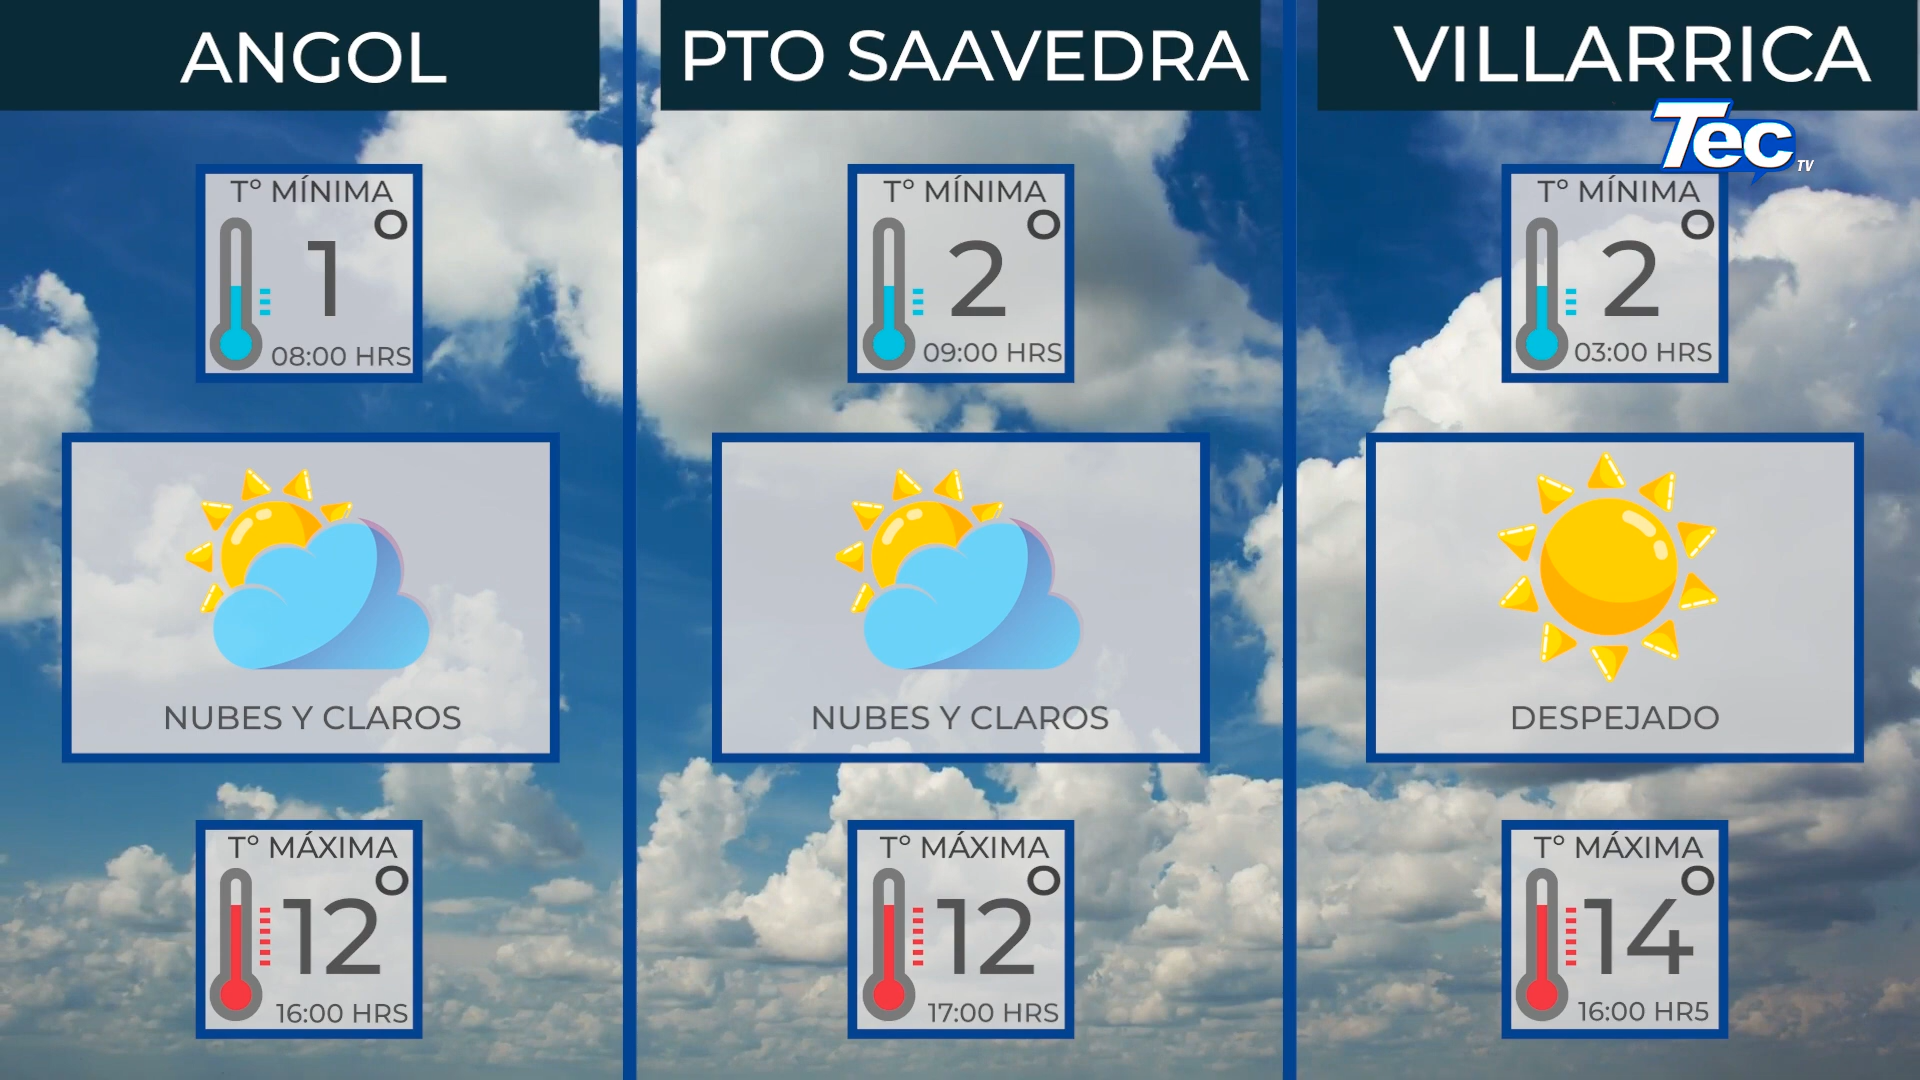 ANGOL
T° MÍNIMA
1°
08:00 HRS
NUBES Y CLAROS
T° MÁXIMA
12°
16:00 HRS
PTO SAAVEDRA
T° MÍNIMA
2°
09:00 HRS
NUBES Y CLAROS
T° MÁXIMA
12°
17:00 HRS
VILLARRICA
Tec TV
T° MÍNIMA
2°
03:00 HRS
DESPEJADO
T° MÁXIMA
14°
16:00 HR5